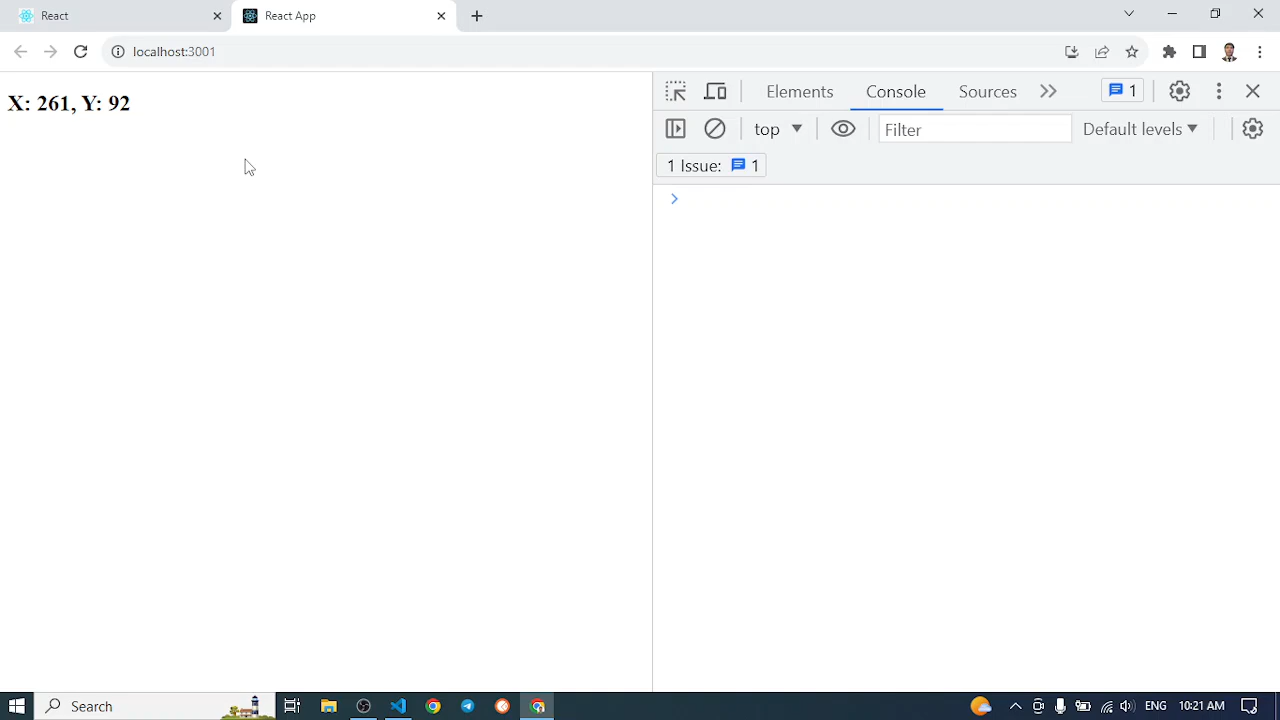 React
React App
localhost:3001
X: 261, Y: 92
Elements
Console
Sources
1
top
Filter
Default levels
1 Issue: 1
Search
ENG
10:21 AM